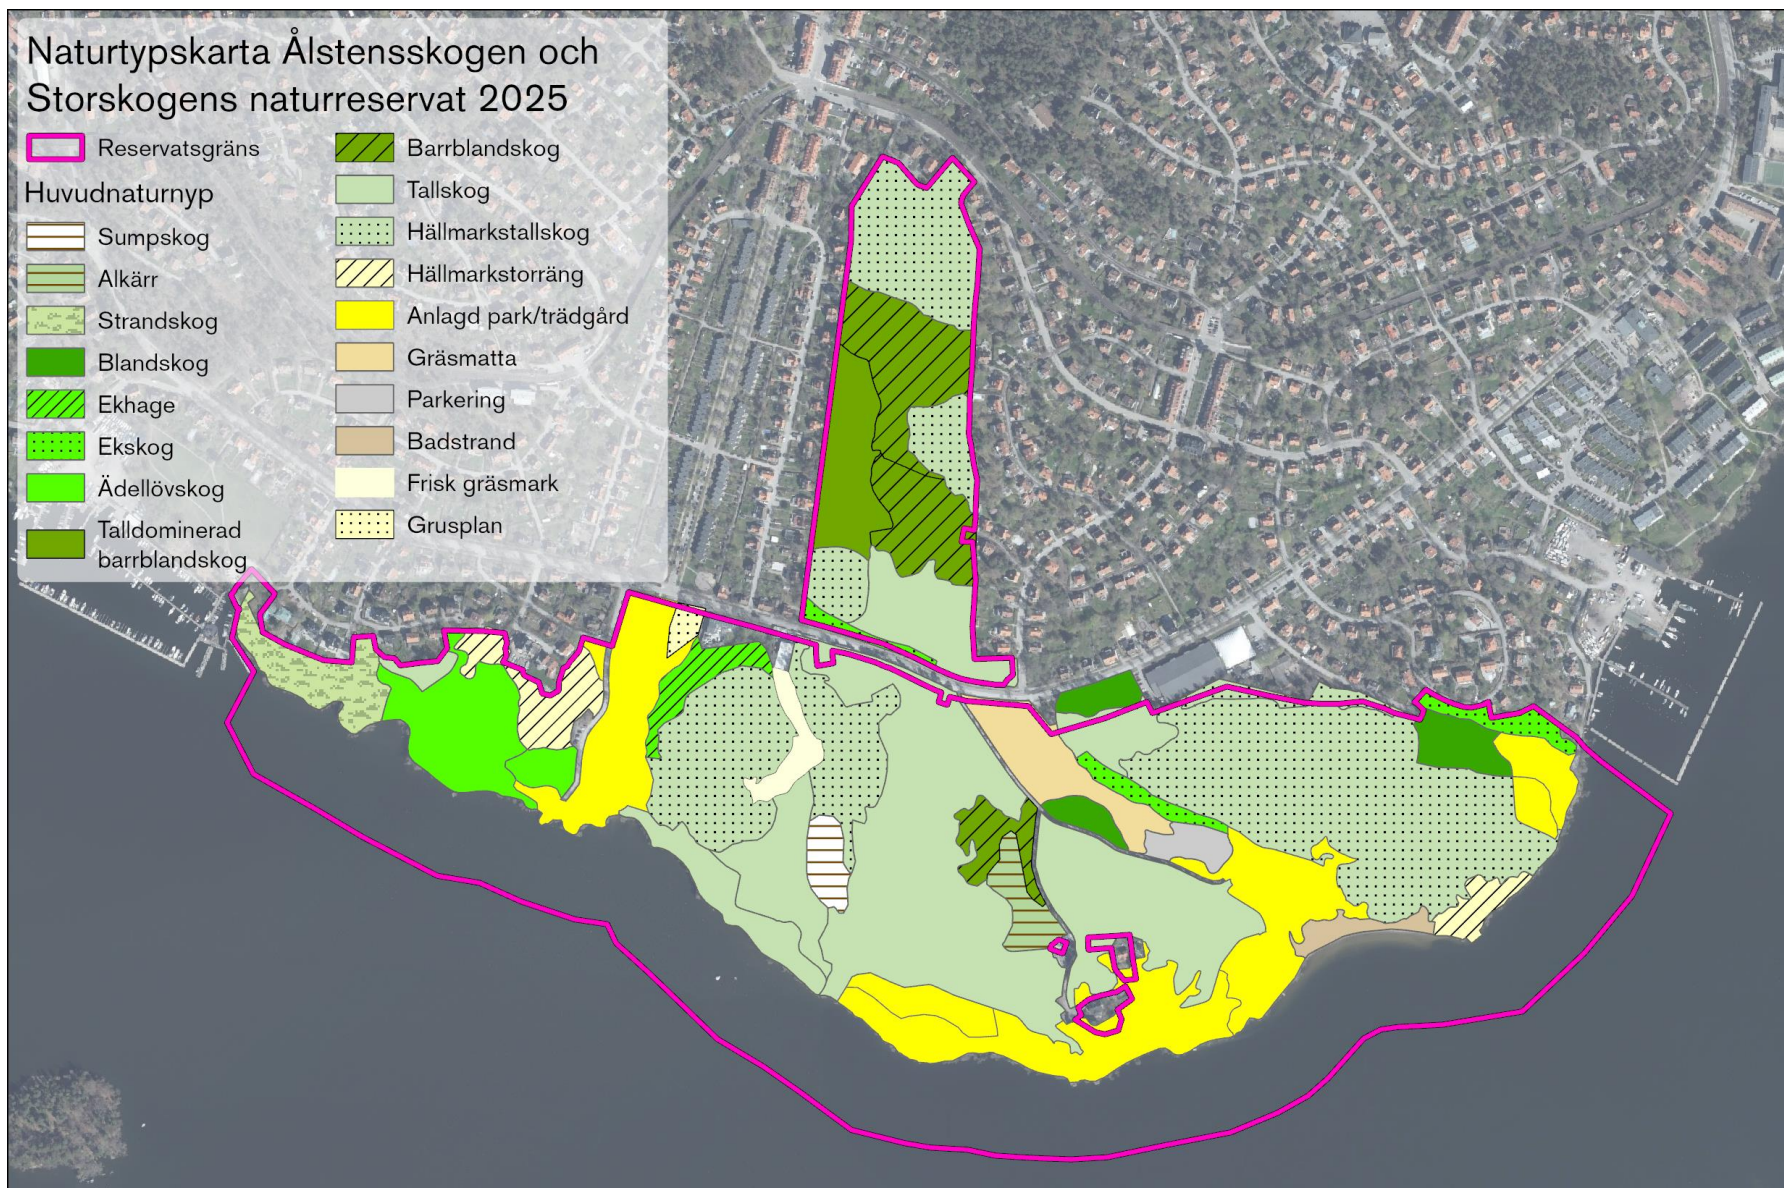 Naturtypskarta Ålstensskogen och
Storskogens naturreservat 2025
Reservatsgräns
Huvudnaturnyp
Sumpskog
Alkärr
Strandskog
Blandskog
Ekhage
Ekskog
Ädellövskog
Talldominerad
barrblandskog
Barrblandskog
Tallskog
Hällmarkstallskog
Hällmarkstorräng
Anlagd park/trädgård
Gräsmatta
Parkering
Badstrand
Frisk gräsmark
Grusplan